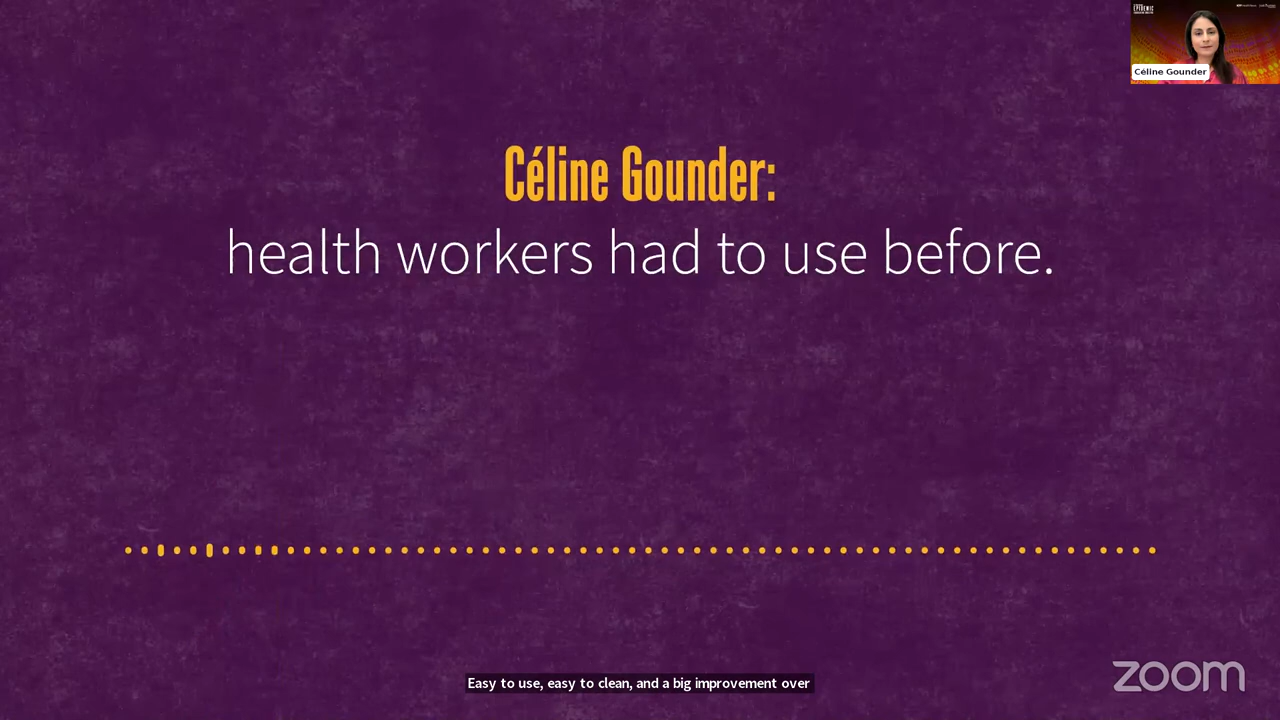 EPIDEMIC
Céline Gounder
Céline Gounder:
health workers had to use before.
Easy to use, easy to clean, and a big improvement over
zoom